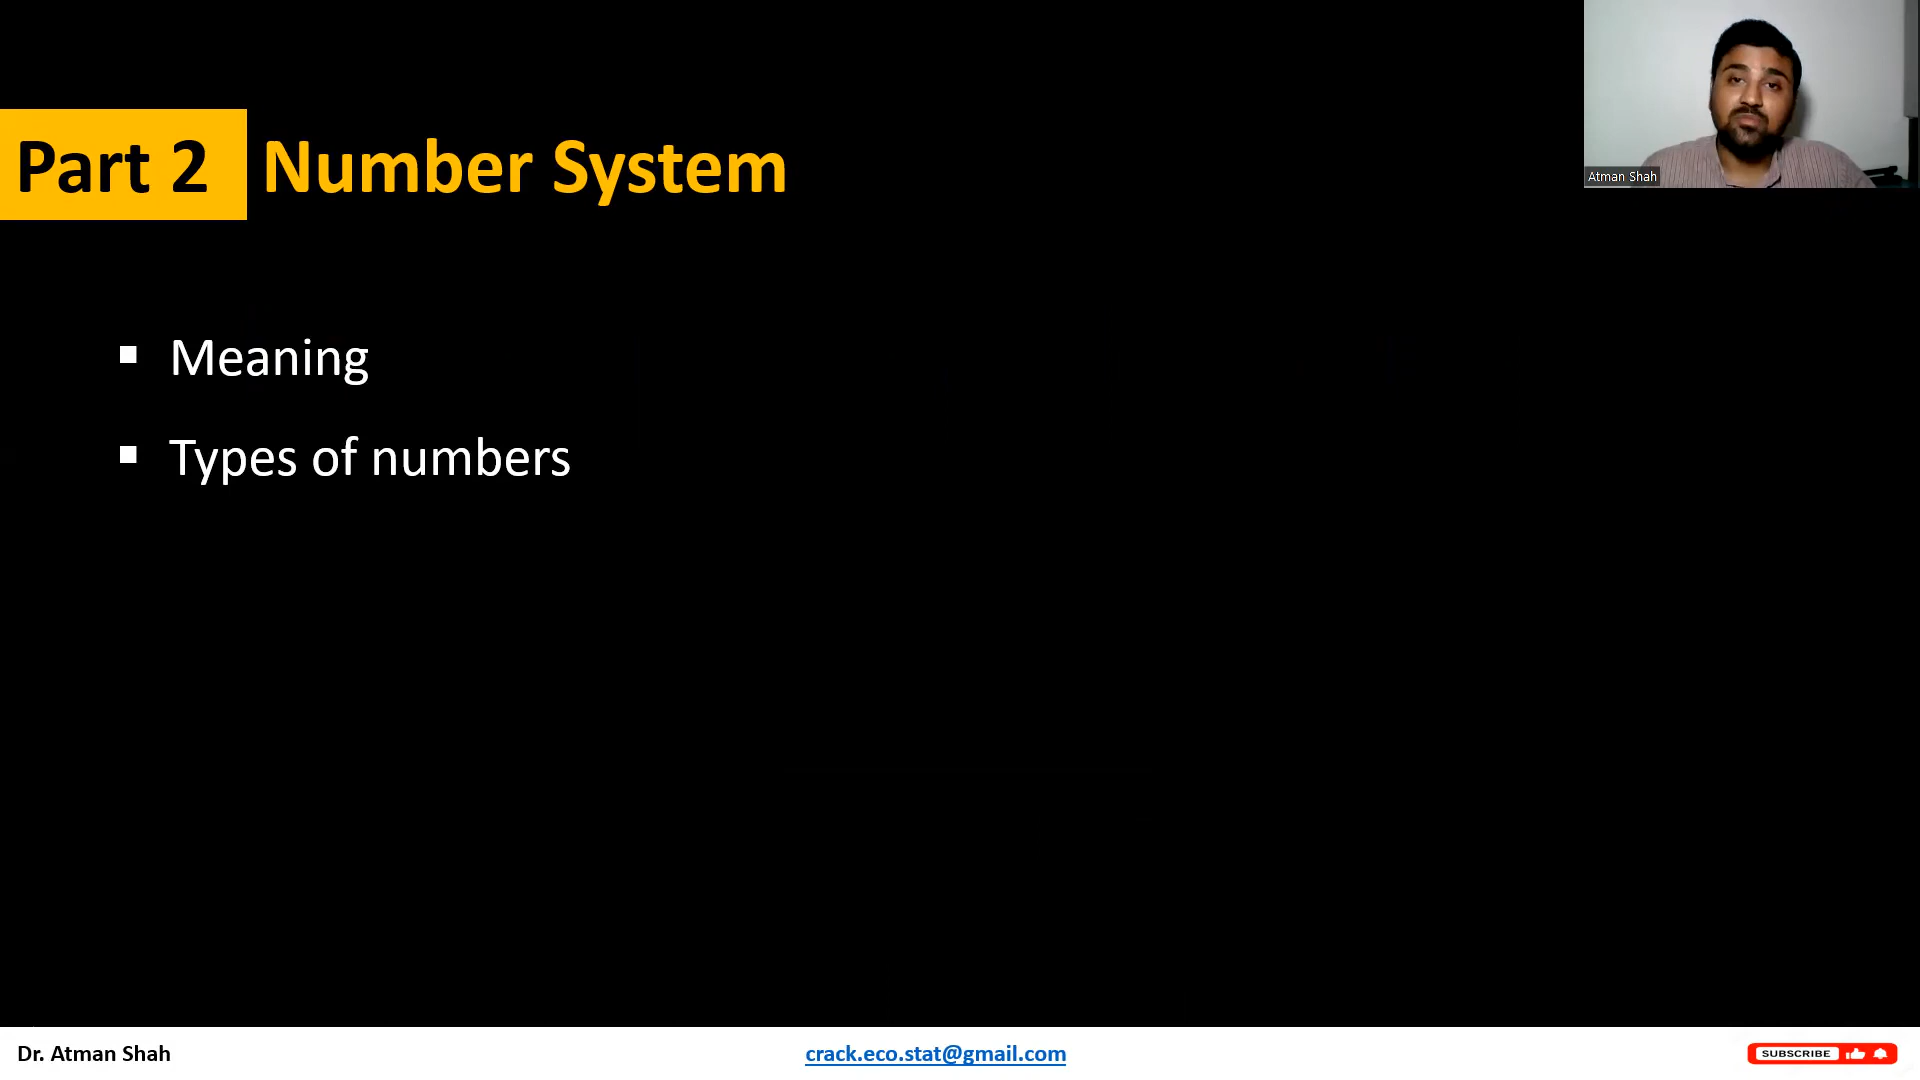 Atman Shah
Part 2 Number System
Meaning
Types of numbers
Dr. Atman Shah
crack.eco.stat@gmail.com
SUBSCRIBE